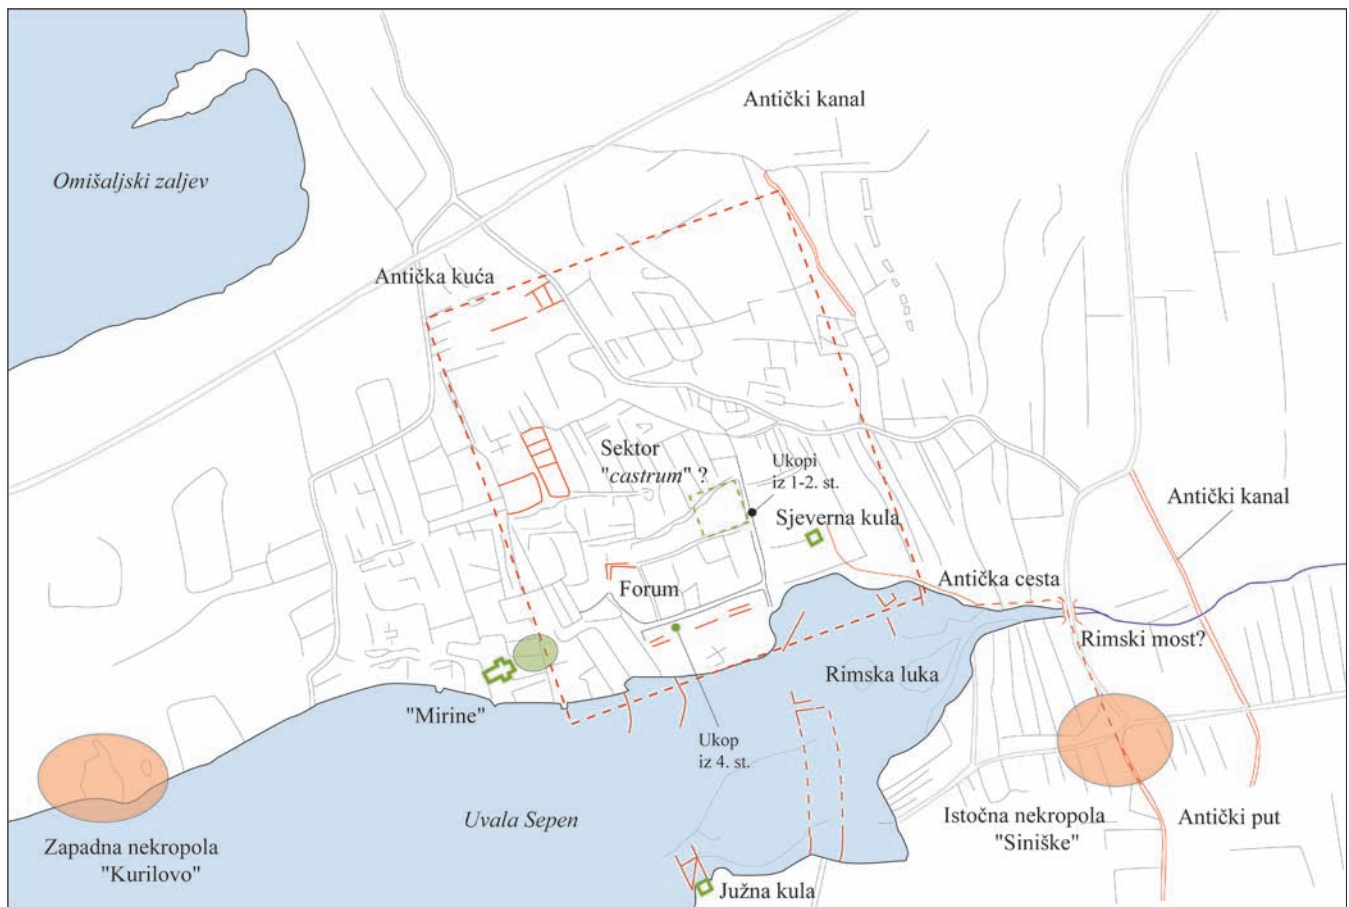 Antički kanal
Omišaljski zaljev
Antička kuća
Sektor
"castrum" ?
Ukopi
iz 1-2. st.
Antički kanal
Sjeverna kula
Antička cesta
Forum
Rimski most?
Rimska luka
"Mirine"
Ukop
iz 4. st.
Uvala Sepen
Istočna nekropola
"Siniške"
Antički put
Zapadna nekropola
"Kurilovo"
Južna kula